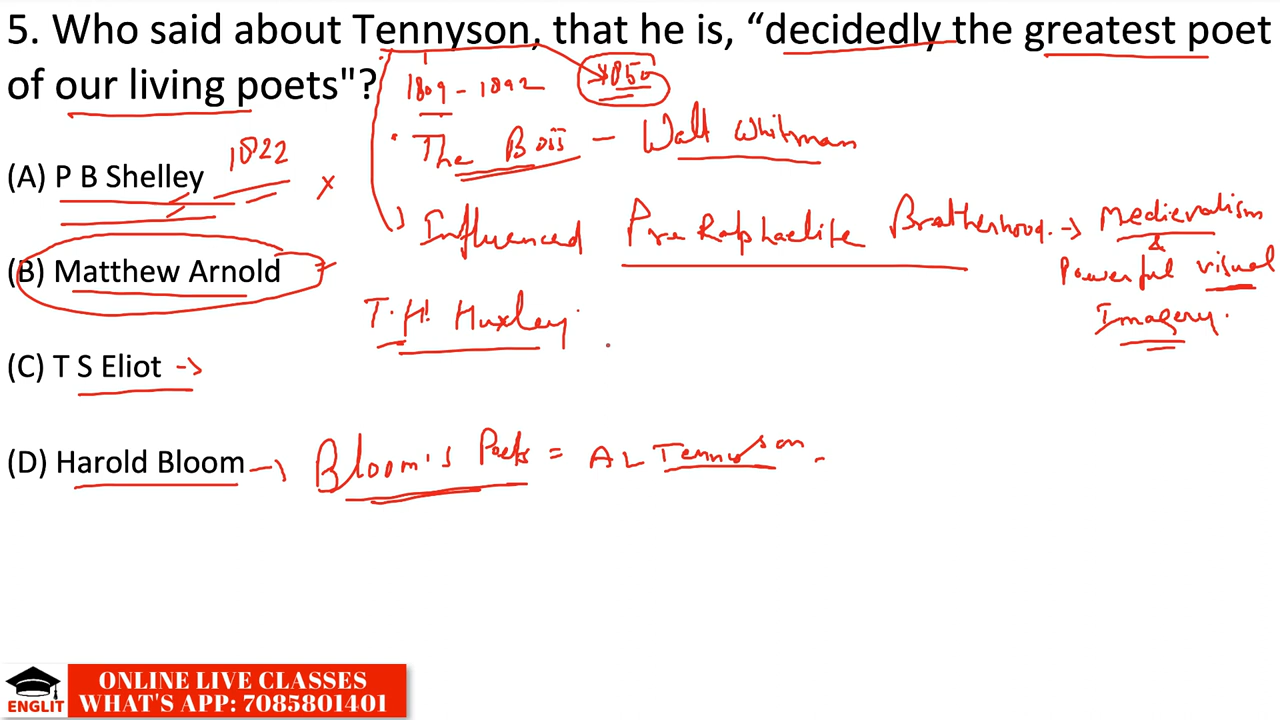 5. Who said about Tennyson, that he is, “decidedly the greatest poet
of our living poets"?
1809 - 1892
1850
The Boss - Walt Whitman
(A) P B Shelley
1822
x
Influenced Pre Raphaelite Brotherhood. → Medievalism
&
Powerful visual
Imagery.
(B) Matthew Arnold
T.H. Huxley
(C) T S Eliot →
(D) Harold Bloom → Bloom's Poets = AL Tennyson
ENGLIT
ONLINE LIVE CLASSES
WHAT'S APP: 7085801401